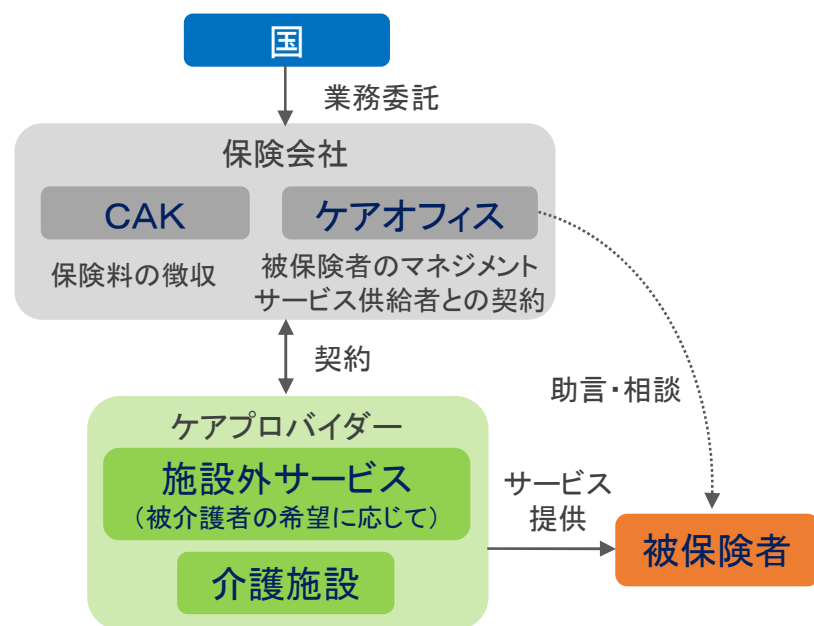 国
業務委託
保険会社
CAK
ケアオフィス
保険料の徴収
被保険者のマネジメント
サービス供給者との契約
契約
助言・相談
ケアプロバイダー
施設外サービス
（被介護者の希望に応じて）
介護施設
サービス
提供
被保険者